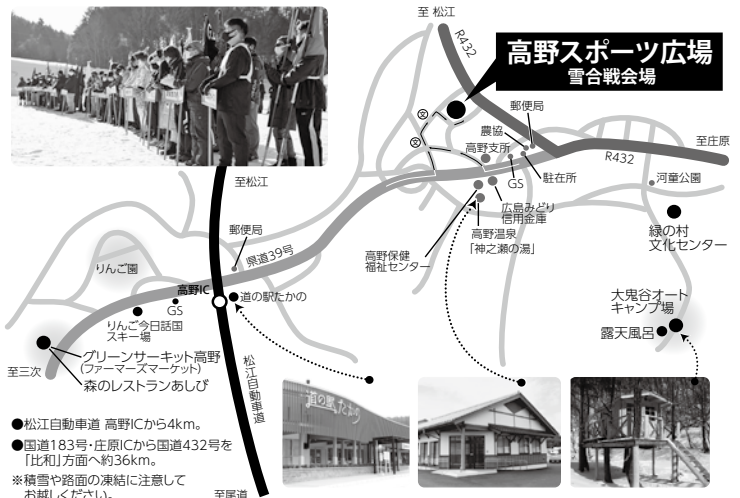 至 松江
R432
高野スポーツ広場
雪合戦会場
郵便局
農協
高野支所
至庄原
R432
GS
駐在所
河童公園
広島みどり
信用金庫
高野温泉
「神之瀬の湯」
高野保健
福祉センター
緑の村
文化センター
至松江
郵便局
県道39号
りんご園
高野IC
道の駅たかの
GS
りんご今日話国
スキー場
大鬼谷オート
キャンプ場
露天風呂
グリーンサーキット高野
(ファーマーズマーケット)
森のレストランあしび
至三次
松江自動車道
道の駅たかの
●松江自動車道 高野ICから4km。
●国道183号・庄原ICから国道432号を
「比和」方面へ約36km。
※積雪や路面の凍結に注意して
お越しください。
至尾道